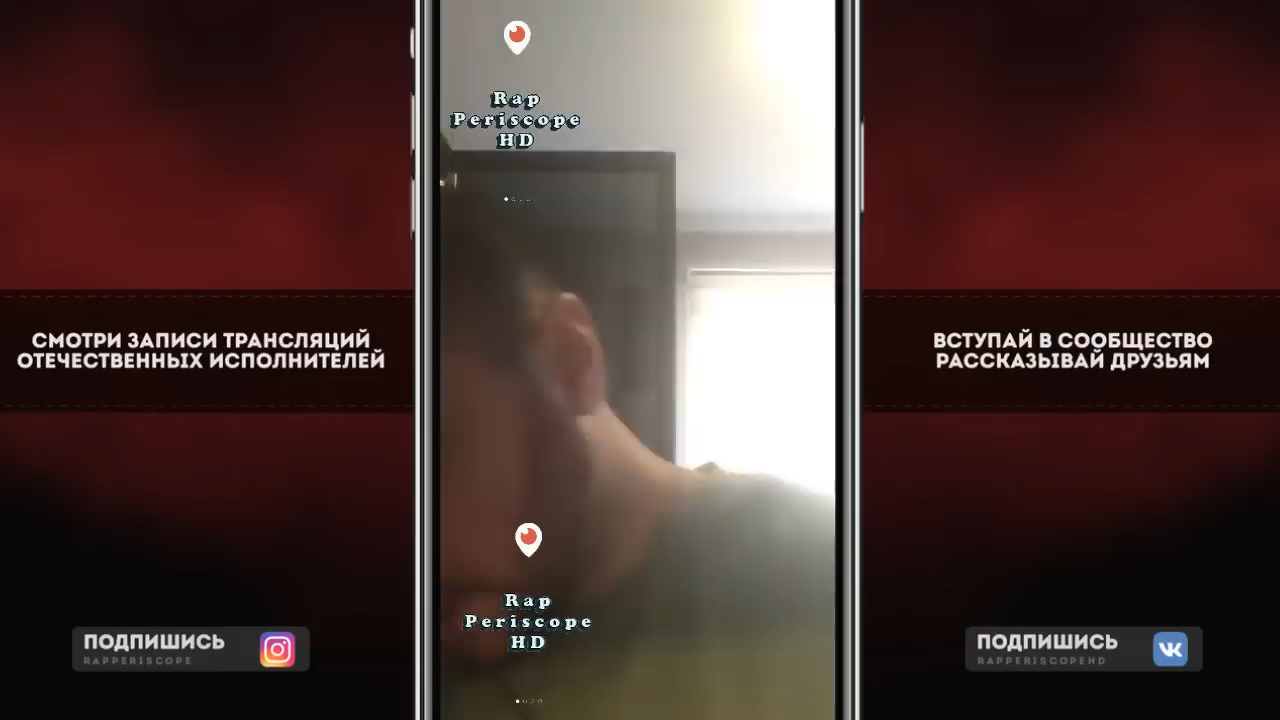 Rap
Periscope
HD
СМОТРИ ЗАПИСИ ТРАНСЛЯЦИЙ
ОТЕЧЕСТВЕННЫХ ИСПОЛНИТЕЛЕЙ
ВСТУПАЙ В СООБЩЕСТВО
РАССКАЗЫВАЙ ДРУЗЬЯМ
Rap
Periscope
HD
ПОДПИШИСЬ
RAPPERISCOPE
ПОДПИШИСЬ
RAPPERISCOPEHD